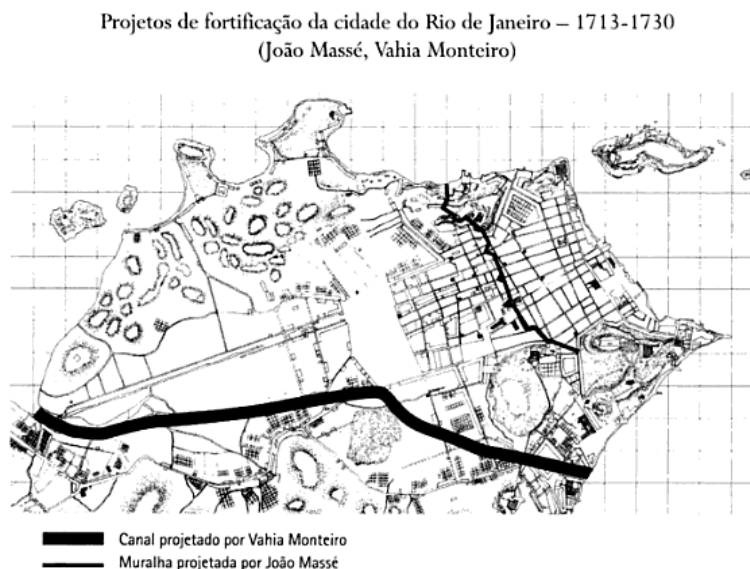 Projetos de fortificação da cidade do Rio de Janeiro – 1713-1730
(João Massé, Vahia Monteiro)
Canal projetado por Vahia Monteiro
Muralha projetada por João Massé